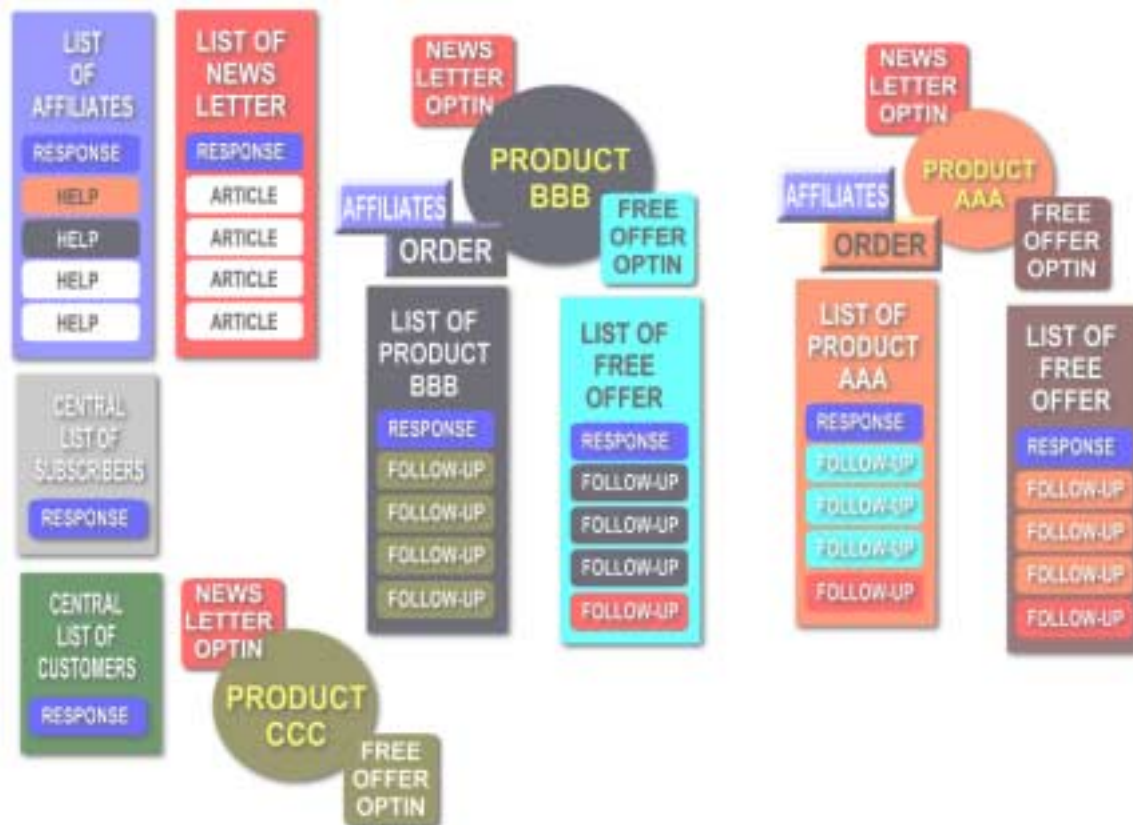 LIST
OF
AFFILIATES
RESPONSE
HELP
HELP
HELP
HELP
LIST OF
NEWS
LETTER
RESPONSE
ARTICLE
ARTICLE
ARTICLE
ARTICLE
NEWS
LETTER
OPTIN
PRODUCT
BBB
AFFILIATES
ORDER
FREE
OFFER
OPTIN
LIST OF
PRODUCT
BBB
RESPONSE
FOLLOW-UP
FOLLOW-UP
FOLLOW-UP
FOLLOW-UP
LIST OF
FREE
OFFER
RESPONSE
FOLLOW-UP
FOLLOW-UP
FOLLOW-UP
FOLLOW-UP
NEWS
LETTER
OPTIN
PRODUCT
AAA
AFFILIATES
ORDER
FREE
OFFER
OPTIN
LIST OF
PRODUCT
AAA
RESPONSE
FOLLOW-UP
FOLLOW-UP
FOLLOW-UP
FOLLOW-UP
LIST OF
FREE
OFFER
RESPONSE
FOLLOW-UP
FOLLOW-UP
FOLLOW-UP
FOLLOW-UP
CENTRAL
LIST OF
SUBSCRIBERS
RESPONSE
CENTRAL
LIST OF
CUSTOMERS
RESPONSE
NEWS
LETTER
OPTIN
PRODUCT
CCC
FREE
OFFER
OPTIN